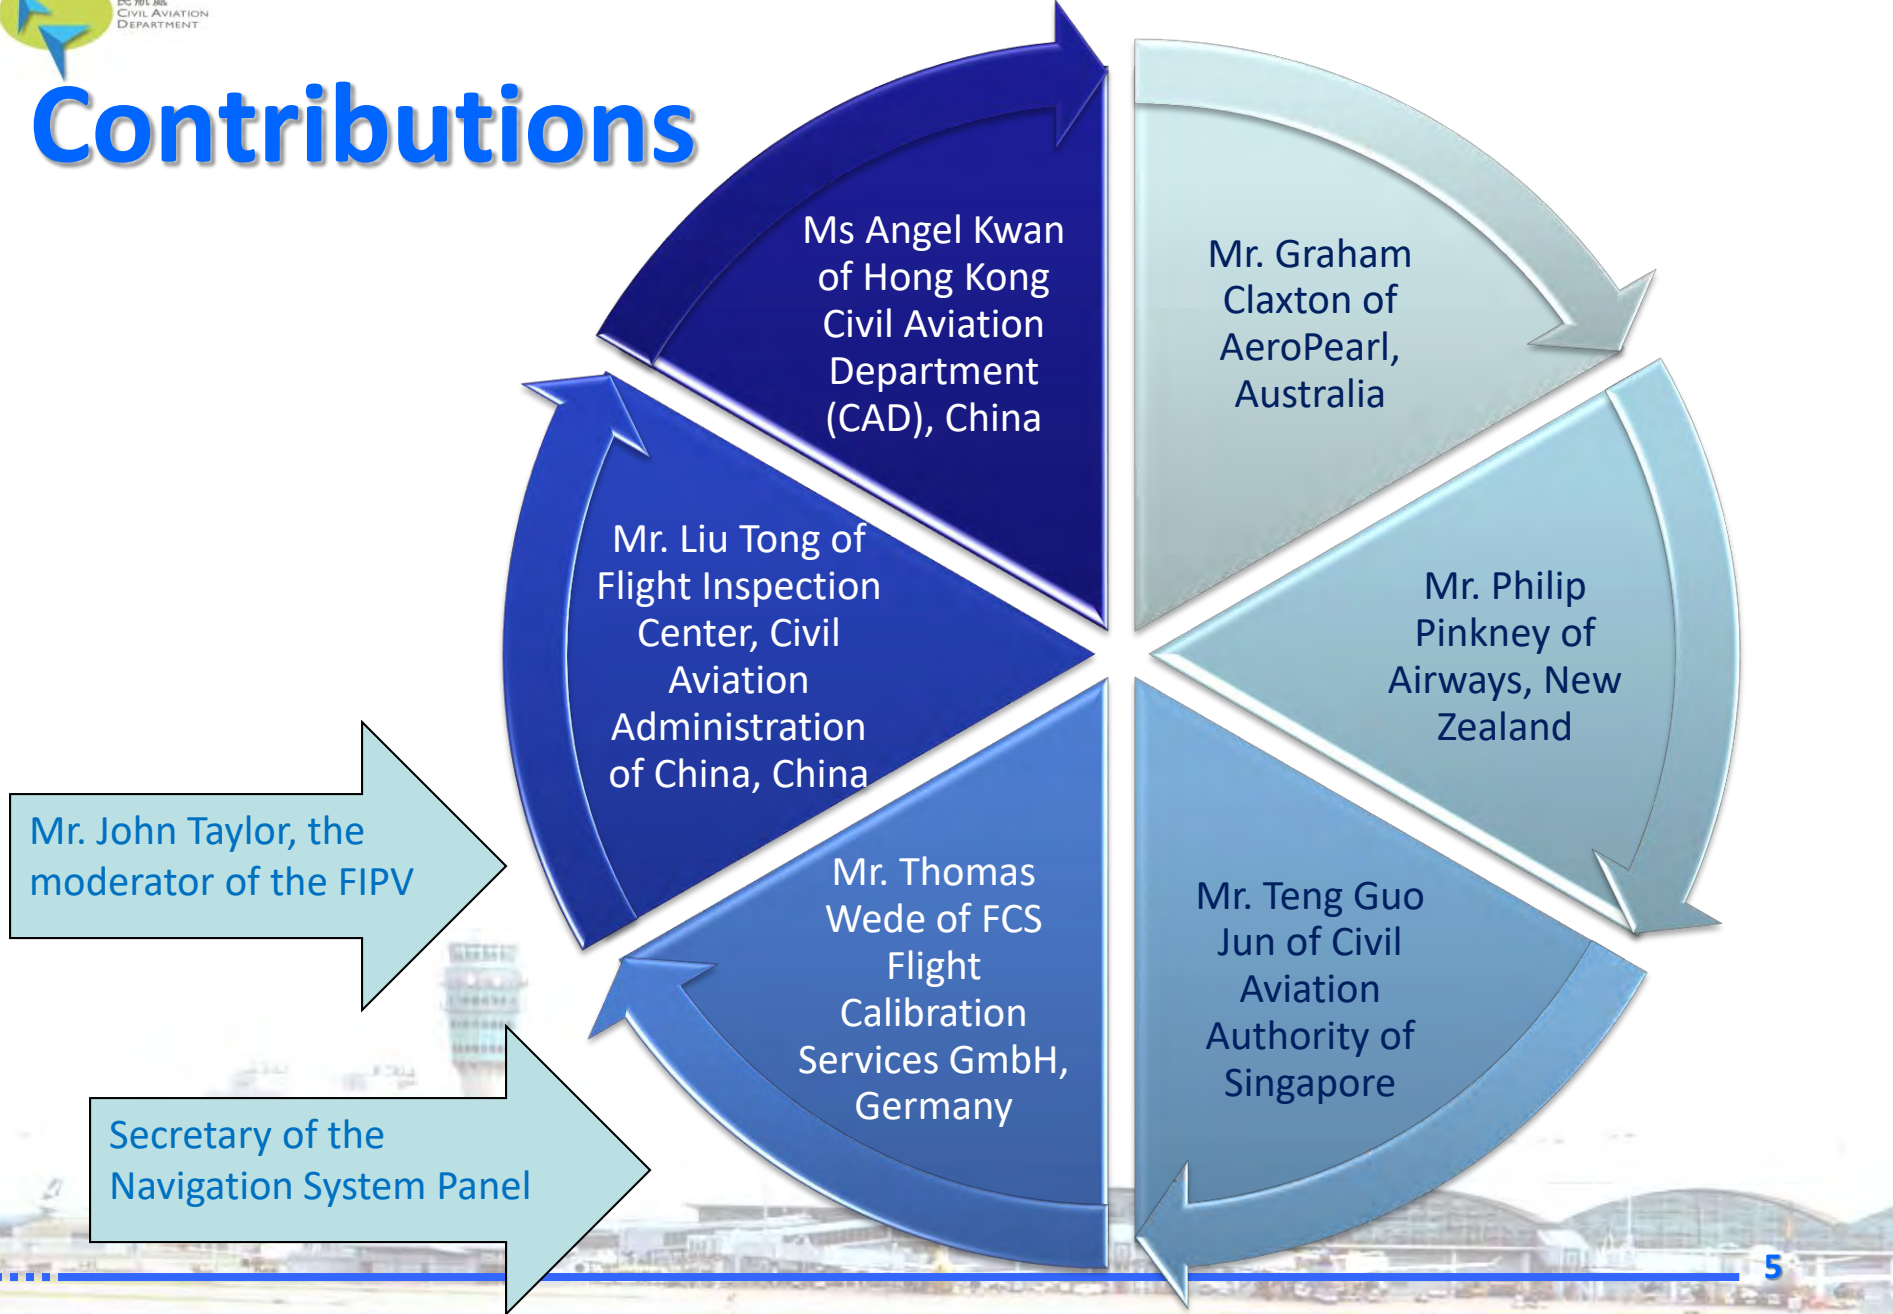 民航處
CIVIL AVIATION
DEPARTMENT
Contributions
Ms Angel Kwan
of Hong Kong
Civil Aviation
Department
(CAD), China
Mr. Graham
Claxton of
AeroPearl,
Australia
Mr. Philip
Pinkney of
Airways, New
Zealand
Mr. Teng Guo
Jun of Civil
Aviation
Authority of
Singapore
Mr. Thomas
Wede of FCS
Flight
Calibration
Services GmbH,
Germany
Mr. Liu Tong of
Flight Inspection
Center, Civil
Aviation
Administration
of China, China
Mr. John Taylor, the
moderator of the FIPV
Secretary of the
Navigation System Panel
5